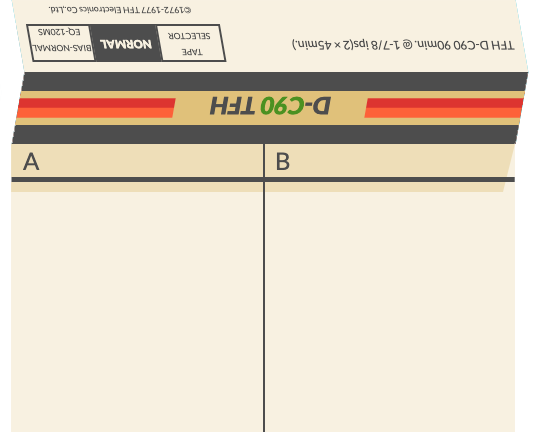 D-C90 TFH
TFH D-C90 90min. @ 1-7/8 ips(2×45min.)
TAPE
SELECTOR
NORMAL
BIAS-NORMAL
EQ-120MS
©1972-1977 TFH Electronics Co.,Ltd.
A
B